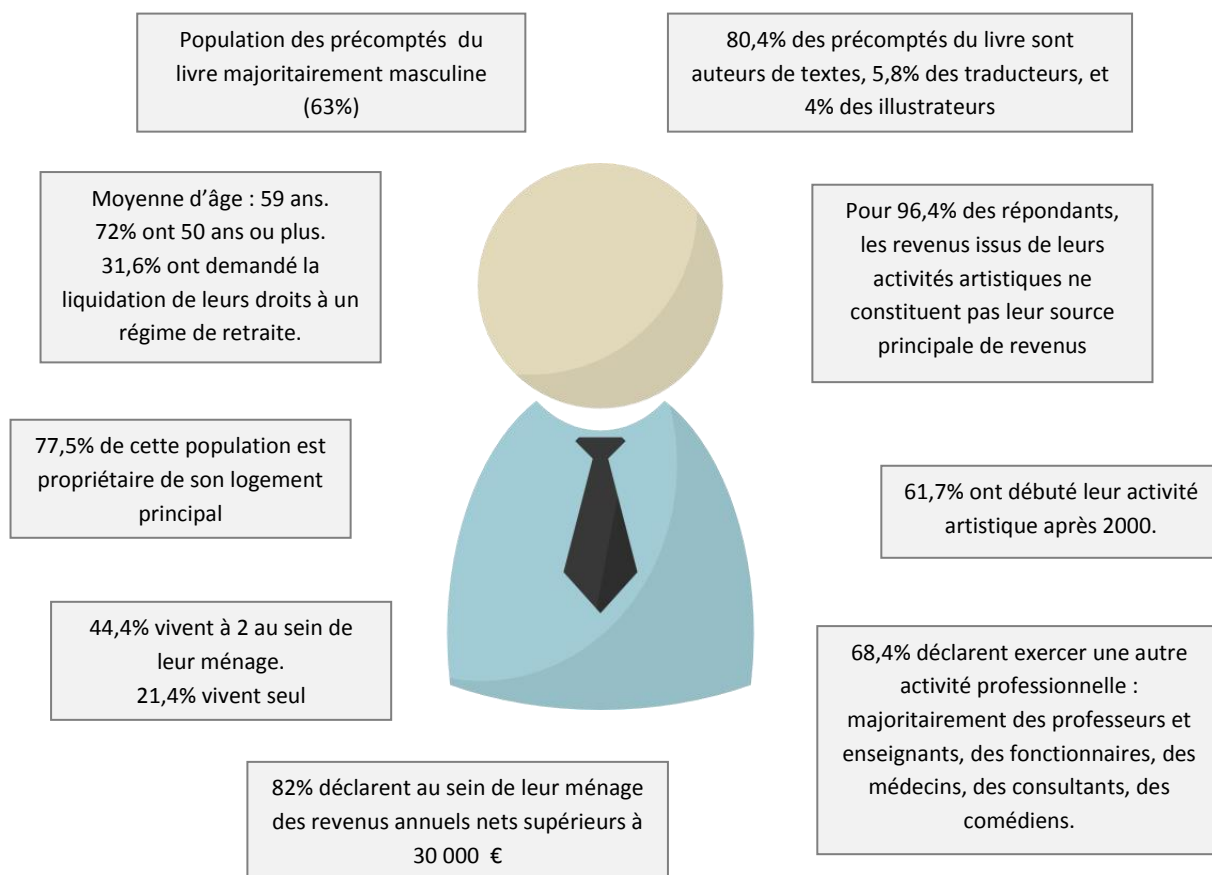 Population des précomptés du
livre majoritairement masculine
(63%)
80,4% des précomptés du livre sont
auteurs de textes, 5,8% des traducteurs, et
4% des illustrateurs
Moyenne d’âge : 59 ans.
72% ont 50 ans ou plus.
31,6% ont demandé la
liquidation de leurs droits à un
régime de retraite.
Pour 96,4% des répondants,
les revenus issus de leurs
activités artistiques ne
constituent pas leur source
principale de revenus
77,5% de cette population est
propriétaire de son logement
principal
61,7% ont débuté leur activité
artistique après 2000.
44,4% vivent à 2 au sein de
leur ménage.
21,4% vivent seul
68,4% déclarent exercer une autre
activité professionnelle :
majoritairement des professeurs et
enseignants, des fonctionnaires, des
médecins, des consultants, des
comédiens.
82% déclarent au sein de leur ménage
des revenus annuels nets supérieurs à
30 000 €